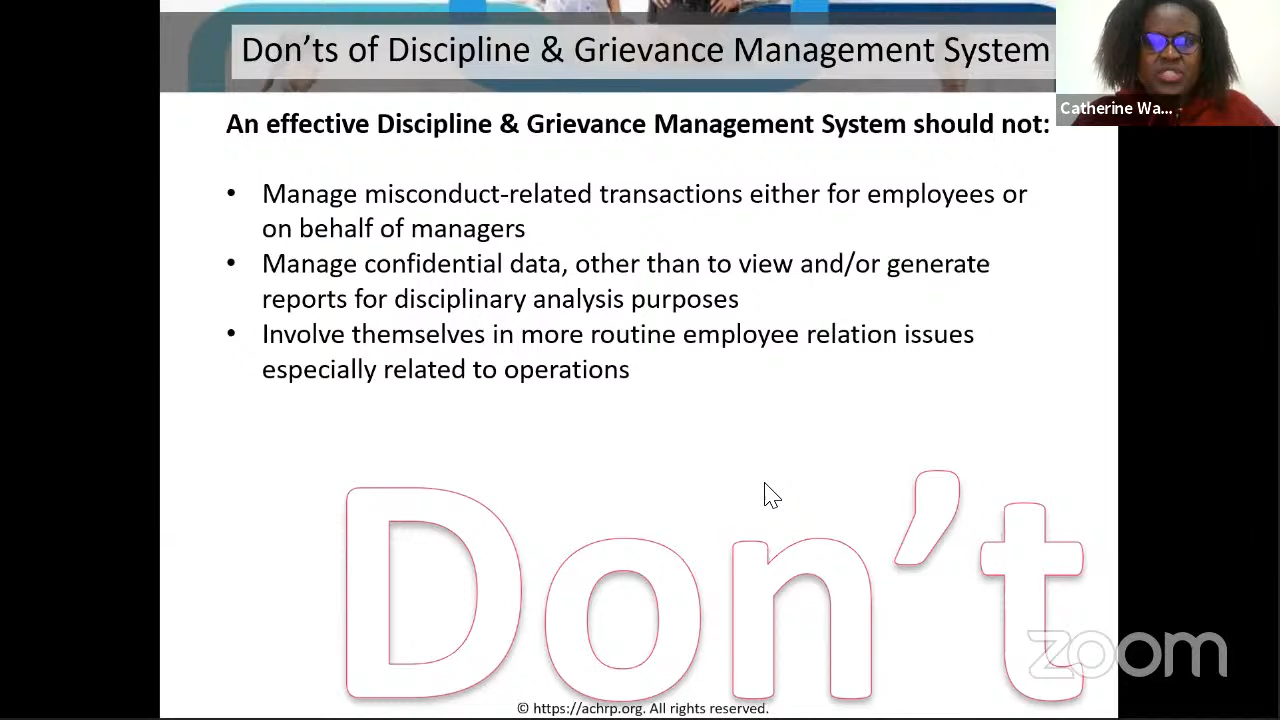 Don'ts of Discipline & Grievance Management System
Catherine Wa...
An effective Discipline & Grievance Management System should not:
• Manage misconduct-related transactions either for employees or
on behalf of managers
• Manage confidential data, other than to view and/or generate
reports for disciplinary analysis purposes
• Involve themselves in more routine employee relation issues
especially related to operations
Don't
zoom
© https://achrp.org. All rights reserved.